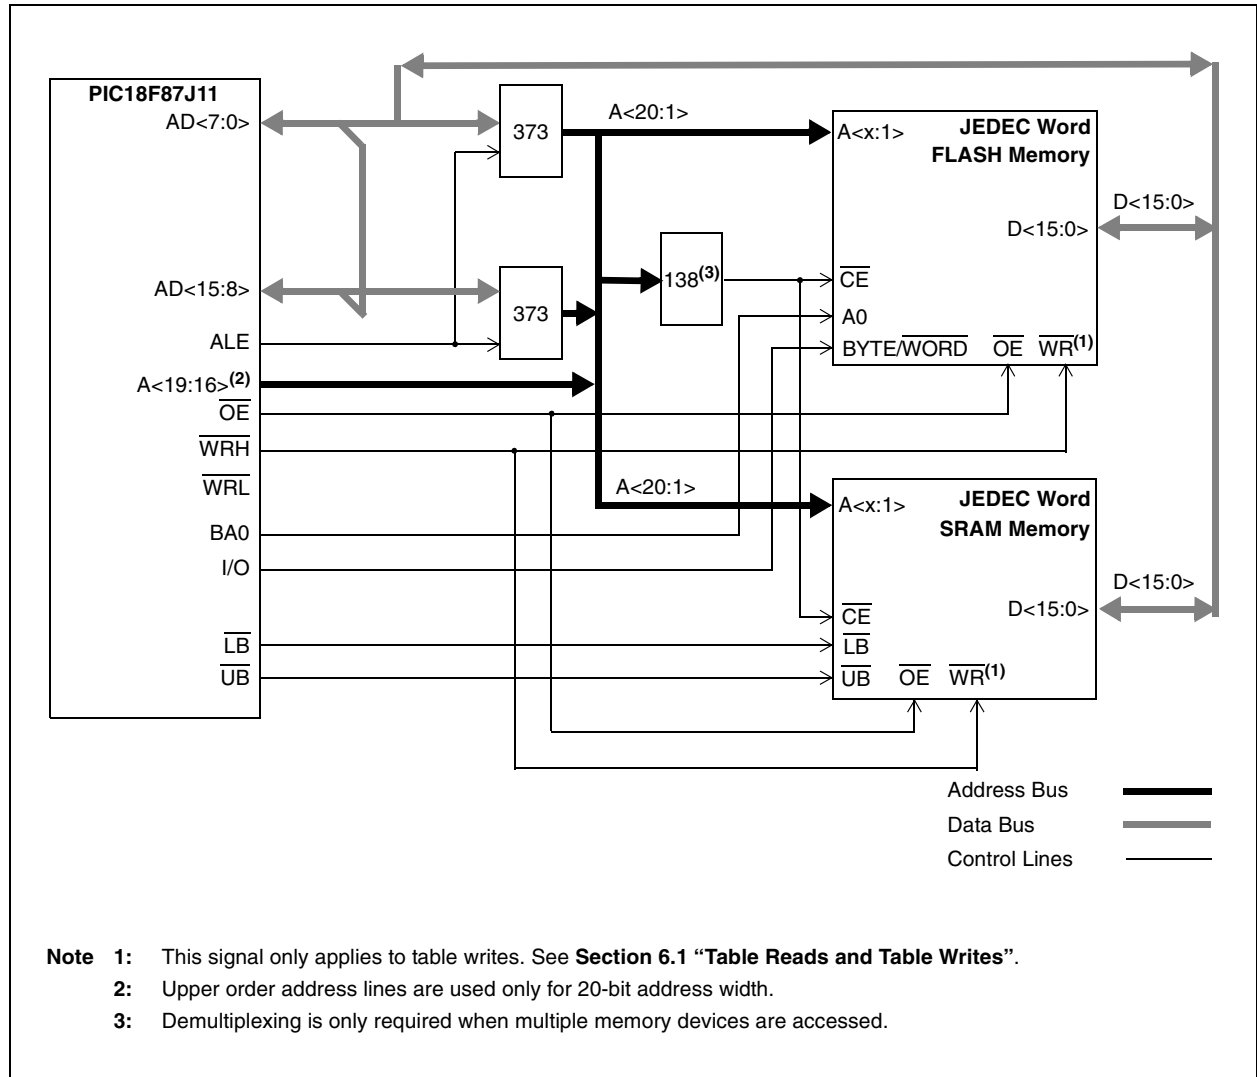 PIC18F87J11
AD<7:0>
373
A<20:1>
A<x:1>
JEDEC Word
FLASH Memory
D<15:0>
D<15:0>
138(3)
CE
AD<15:8>
373
A0
ALE
BYTE/WORD OE WR(1)
A<19:16>(2)
OE
WRH
WRL
A<20:1>
A<x:1>
JEDEC Word
SRAM Memory
BA0
I/O
D<15:0>
D<15:0>
CE
LB
LB
UB
UB OE WR(1)
Address Bus
Data Bus
Control Lines
Note 1: This signal only applies to table writes. See Section 6.1 “Table Reads and Table Writes”.
2: Upper order address lines are used only for 20-bit address width.
3: Demultiplexing is only required when multiple memory devices are accessed.